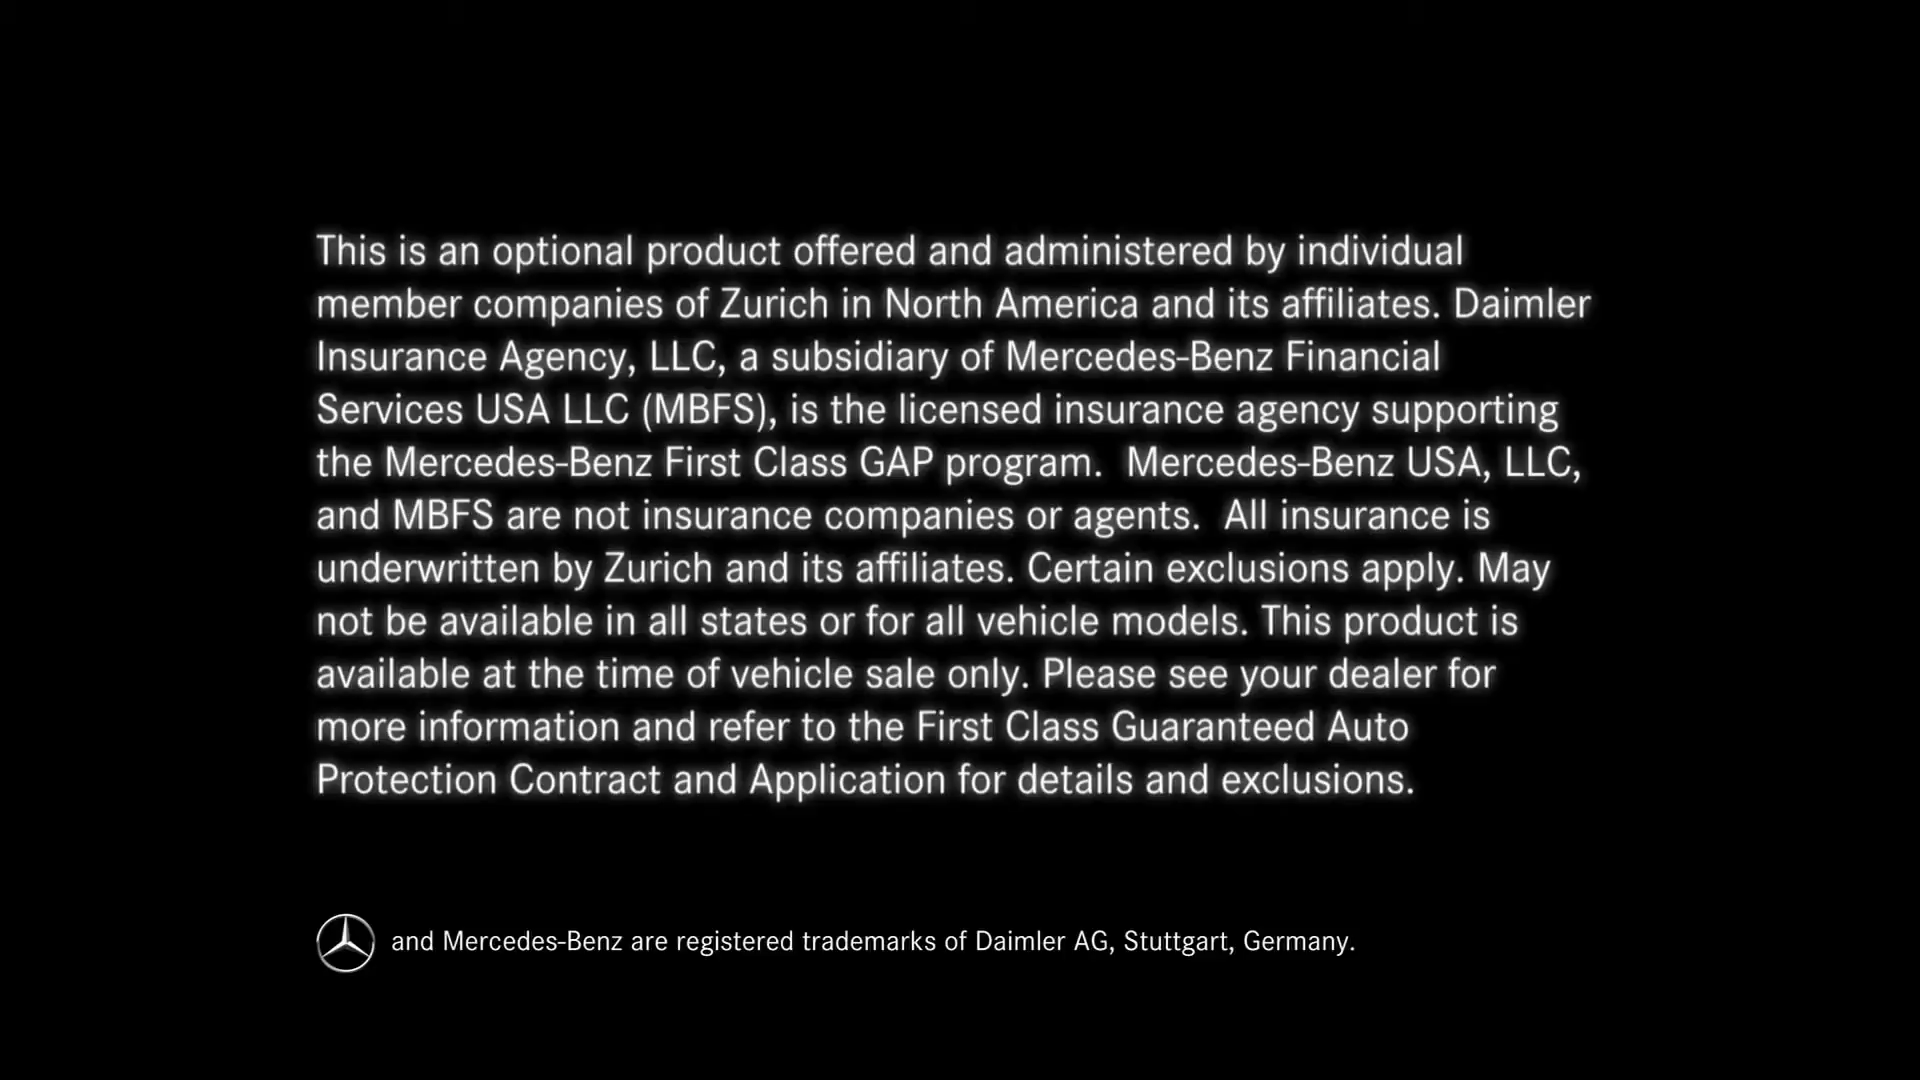 This is an optional product offered and administered by individual
member companies of Zurich in North America and its affiliates. Daimler
Insurance Agency, LLC, a subsidiary of Mercedes-Benz Financial
Services USA LLC (MBFS), is the licensed insurance agency supporting
the Mercedes-Benz First Class GAP program.  Mercedes-Benz USA, LLC,
and MBFS are not insurance companies or agents.  All insurance is
underwritten by Zurich and its affiliates. Certain exclusions apply. May
not be available in all states or for all vehicle models. This product is
available at the time of vehicle sale only. Please see your dealer for
more information and refer to the First Class Guaranteed Auto
Protection Contract and Application for details and exclusions.
and Mercedes-Benz are registered trademarks of Daimler AG, Stuttgart, Germany.